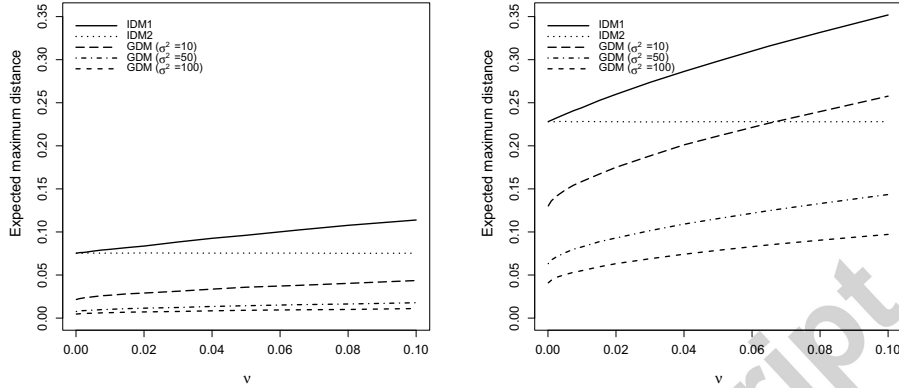 IDM1
IDM2
GDM (σ² =10)
GDM (σ² =50)
GDM (σ² =100)
Expected maximum distance
0.35
0.30
0.25
0.20
0.15
0.10
0.05
0.00
0.00 0.02 0.04 0.06 0.08 0.10
ν
IDM1
IDM2
GDM (σ² =10)
GDM (σ² =50)
GDM (σ² =100)
Expected maximum distance
0.35
0.30
0.25
0.20
0.15
0.10
0.05
0.00
0.00 0.02 0.04 0.06 0.08 0.10
ν
ript